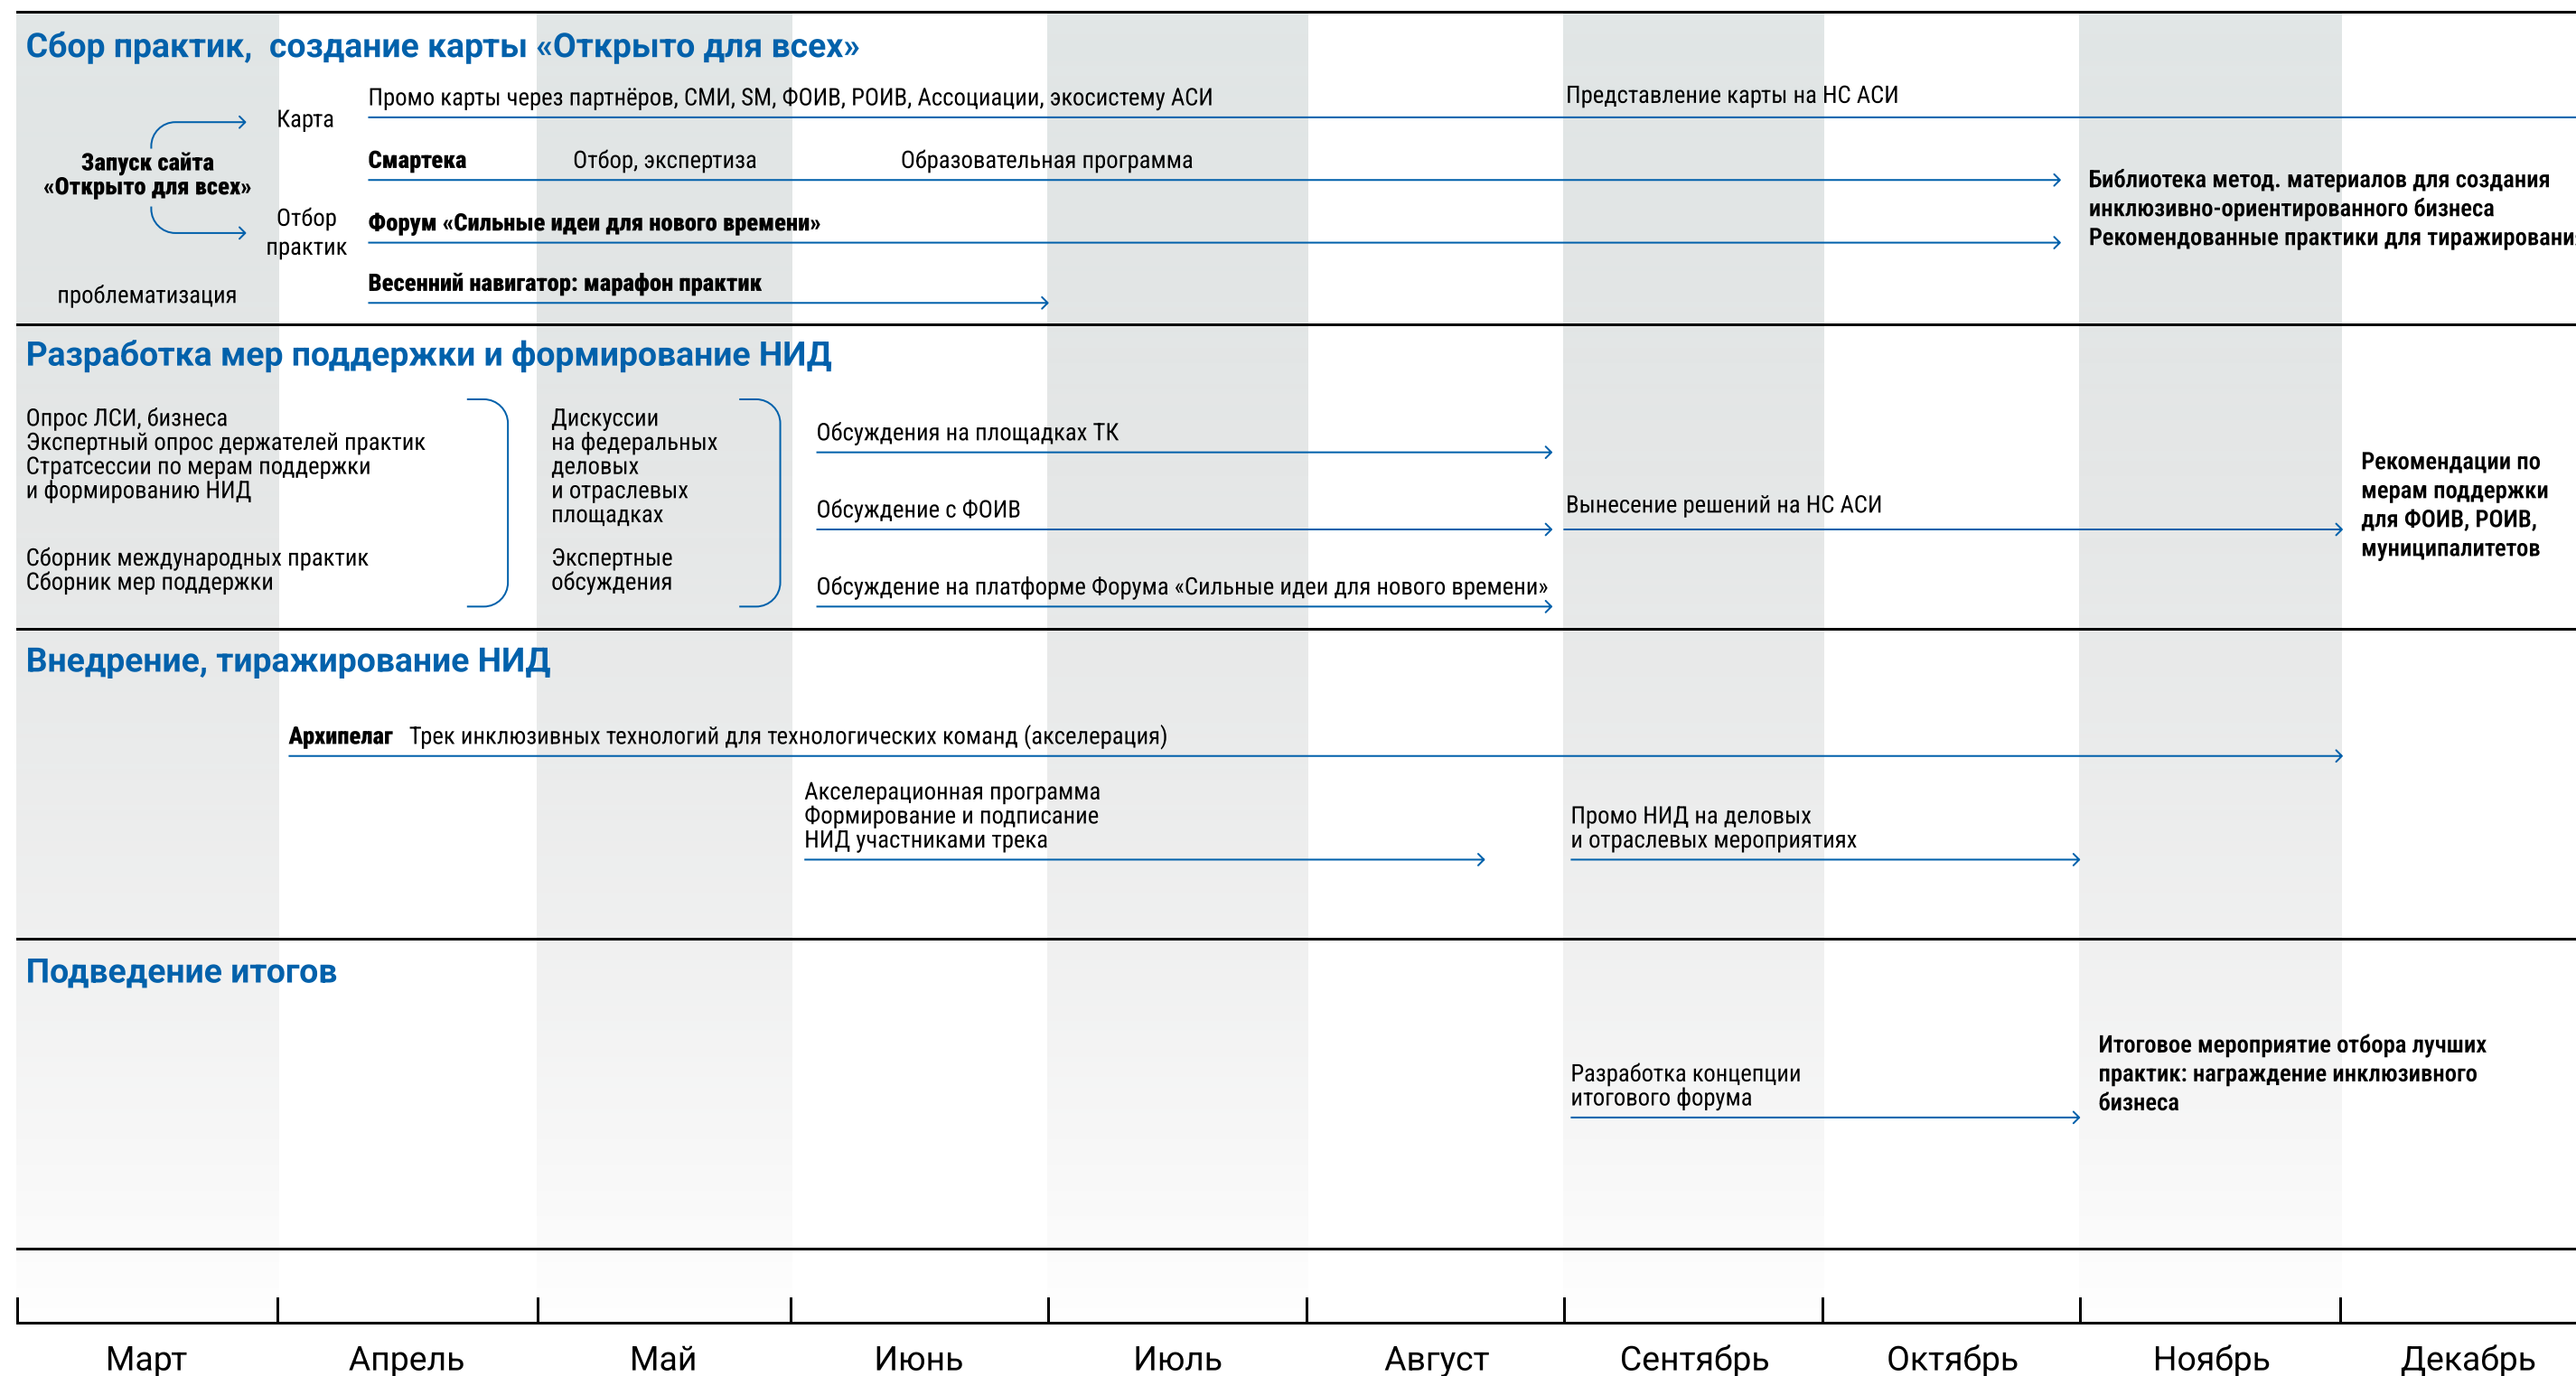 Сбор практик, создание карты «Открыто для всех»
Промо карты через партнёров, СМИ, SM, ФОИВ, РОИВ, Ассоциации, экосистему АСИ
Представление карты на НС АСИ
Карта
Запуск сайта
«Открыто для всех»
Смартека
Отбор, экспертиза
Образовательная программа
Отбор
практик
Форум «Сильные идеи для нового времени»
Библиотека метод. материалов для создания
инклюзивно-ориентированного бизнеса
Рекомендованные практики для
проблематизация
Весенний навигатор: марафон практик
Разработка мер поддержки и формирование НИД
Опрос ЛСИ, бизнеса
Экспертный опрос держателей практик
Стратсессии по мерам поддержки
и формированию НИД
Сборник международных практик
Сборник мер поддержки
Дискуссии
на федеральных
деловых
и отраслевых
площадках
Экспертные
обсуждения
Обсуждения на площадках ТК
Обсуждение с ФОИВ
Обсуждение на платформе Форума «Сильные идеи для нового времени»
Вынесение решений на НС АСИ
Рекомендации по
мерам поддержки
для ФОИВ, РОИВ,
муниципалитетов
Внедрение, тиражирование НИД
Архипелаг Трек инклюзивных технологий для технологических команд (акселерация)
Акселерационная программа
Формирование и подписание
НИД участниками трека
Промо НИД на деловых
и отраслевых мероприятиях
Подведение итогов
Разработка концепции
итогового форума
Итоговое мероприятие отбора лучших
практик: награждение инклюзивного
бизнеса
Март Апрель Май Июнь Июль Август Сентябрь Октябрь Ноябрь Декабрь